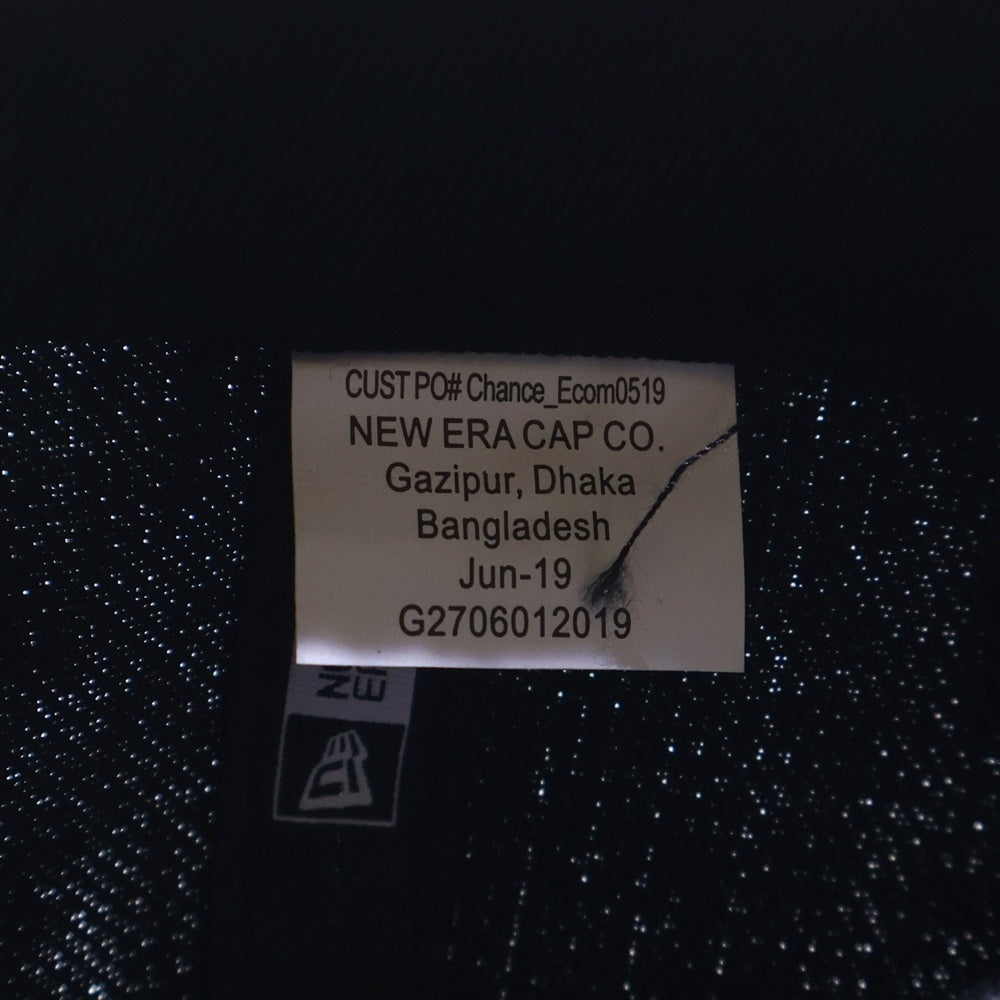 CUST PO# Chance_Ecom0519
NEW ERA CAP CO.
Gazipur, Dhaka
Bangladesh
Jun-19
G2706012019